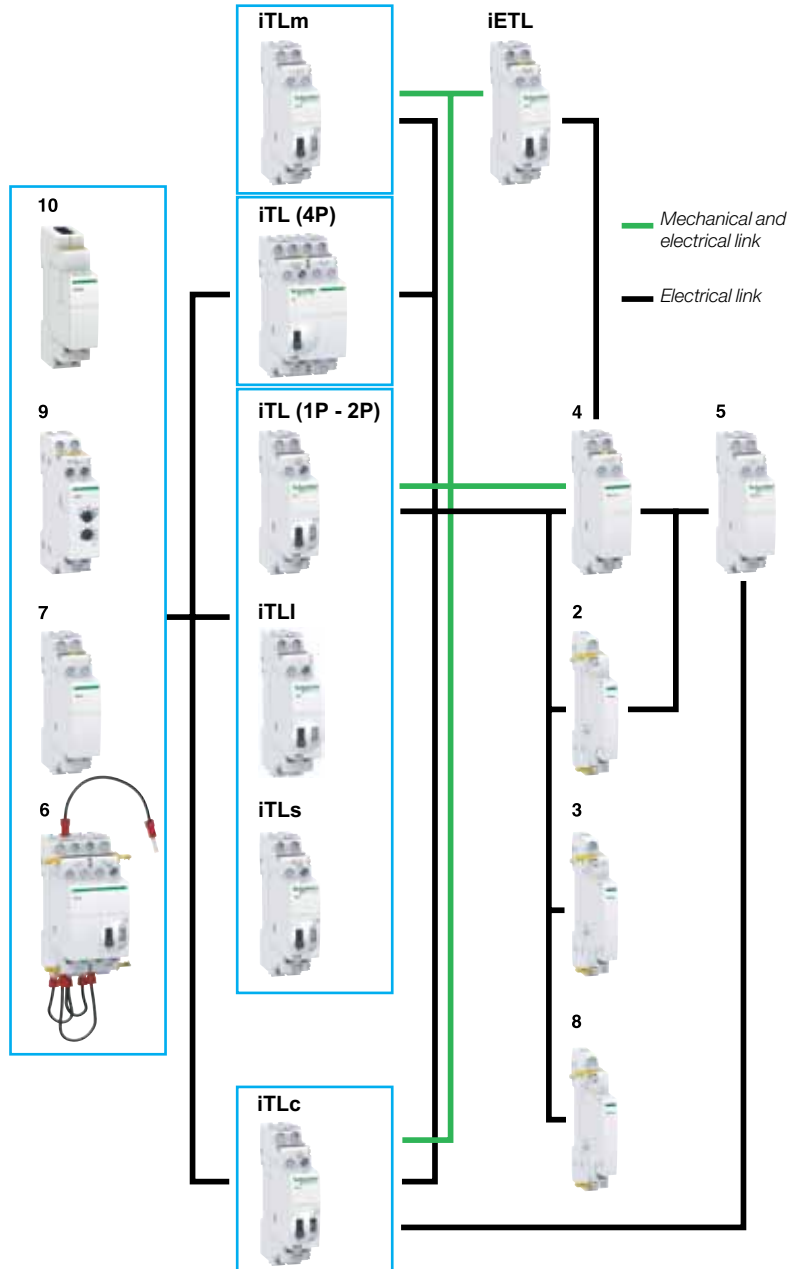 iTLm
iETL
10
iTL (4P)
Mechanical and
electrical link
Electrical link
9
iTL (1P - 2P)
4
5
7
iTLI
2
6
iTLs
3
8
iTLc